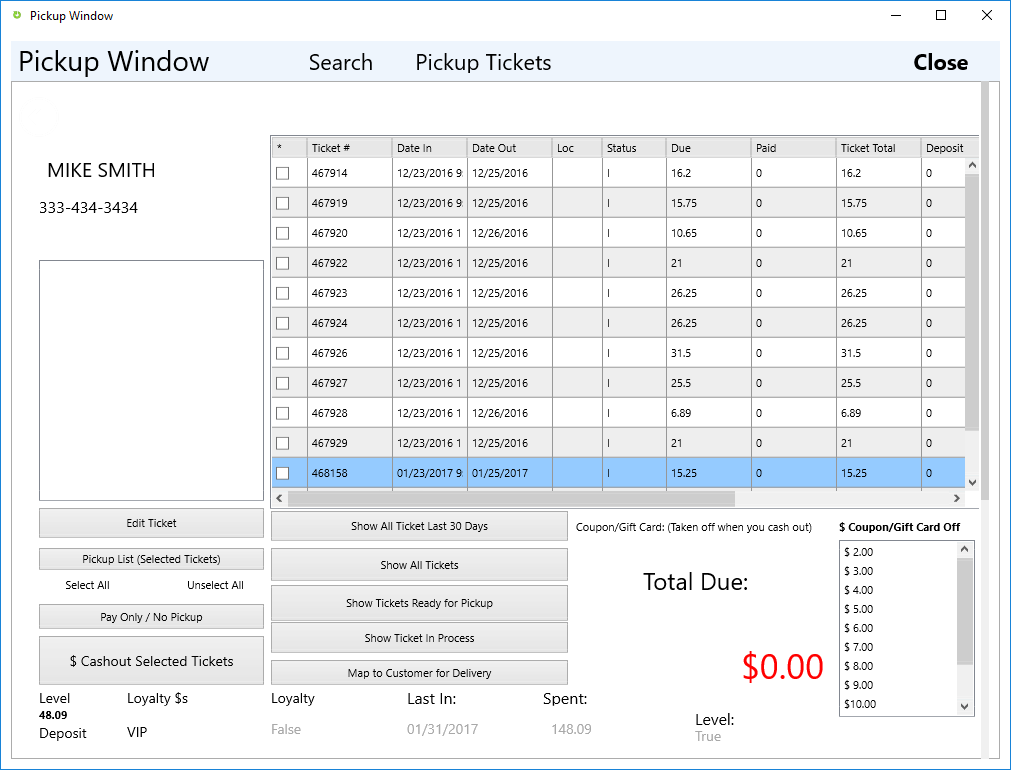 Pickup Window
Pickup Window Search Pickup Tickets Close
MIKE SMITH
333-434-3434
* Ticket # Date In Date Out Loc Status Due Paid Ticket Total Deposit
467914 12/23/2016 9: 12/25/2016 I 16.2 0 16.2 0
467919 12/23/2016 9: 12/25/2016 I 15.75 0 15.75 0
467920 12/23/2016 1 12/26/2016 I 10.65 0 10.65 0
467922 12/23/2016 1 12/25/2016 I 21 0 21 0
467923 12/23/2016 1 12/25/2016 I 26.25 0 26.25 0
467924 12/23/2016 1 12/25/2016 I 26.25 0 26.25 0
467926 12/23/2016 1 12/25/2016 I 31.5 0 31.5 0
467927 12/23/2016 1 12/25/2016 I 25.5 0 25.5 0
467928 12/23/2016 1 12/26/2016 I 6.89 0 6.89 0
467929 12/23/2016 1 12/25/2016 I 21 0 21 0
468158 01/23/2017 9: 01/25/2017 I 15.25 0 15.25 0
Edit Ticket
Pickup List (Selected Tickets)
Select All Unselect All
Pay Only / No Pickup
$ Cashout Selected Tickets
Show All Ticket Last 30 Days
Show All Tickets
Show Tickets Ready for Pickup
Show Ticket In Process
Map to Customer for Delivery
Coupon/Gift Card: (Taken off when you cash out)
Total Due:
$0.00
$ Coupon/Gift Card Off
$ 2.00
$ 3.00
$ 4.00
$ 5.00
$ 6.00
$ 7.00
$ 8.00
$ 9.00
$10.00
Level Loyalty $s Loyalty Last In: Spent:
48.09
Deposit VIP False 01/31/2017 148.09
Level:
True